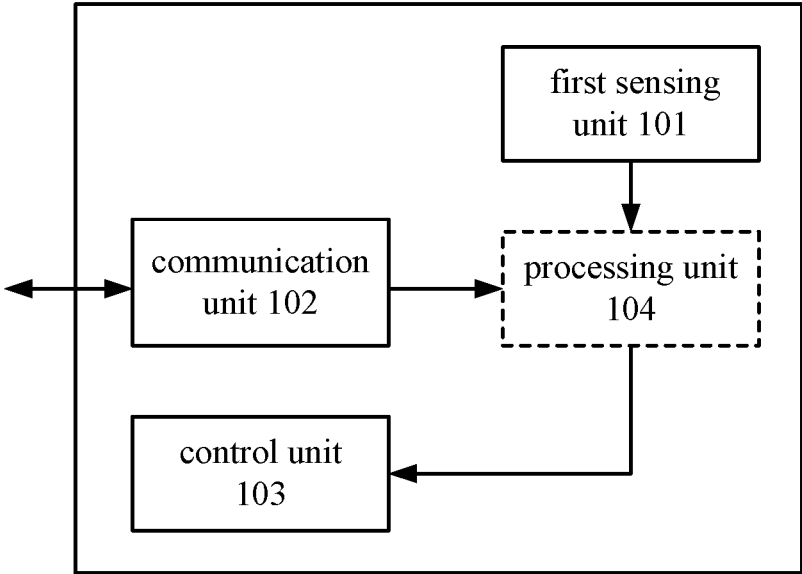 first sensing
unit 101
communication
unit 102
processing unit
104
control unit
103